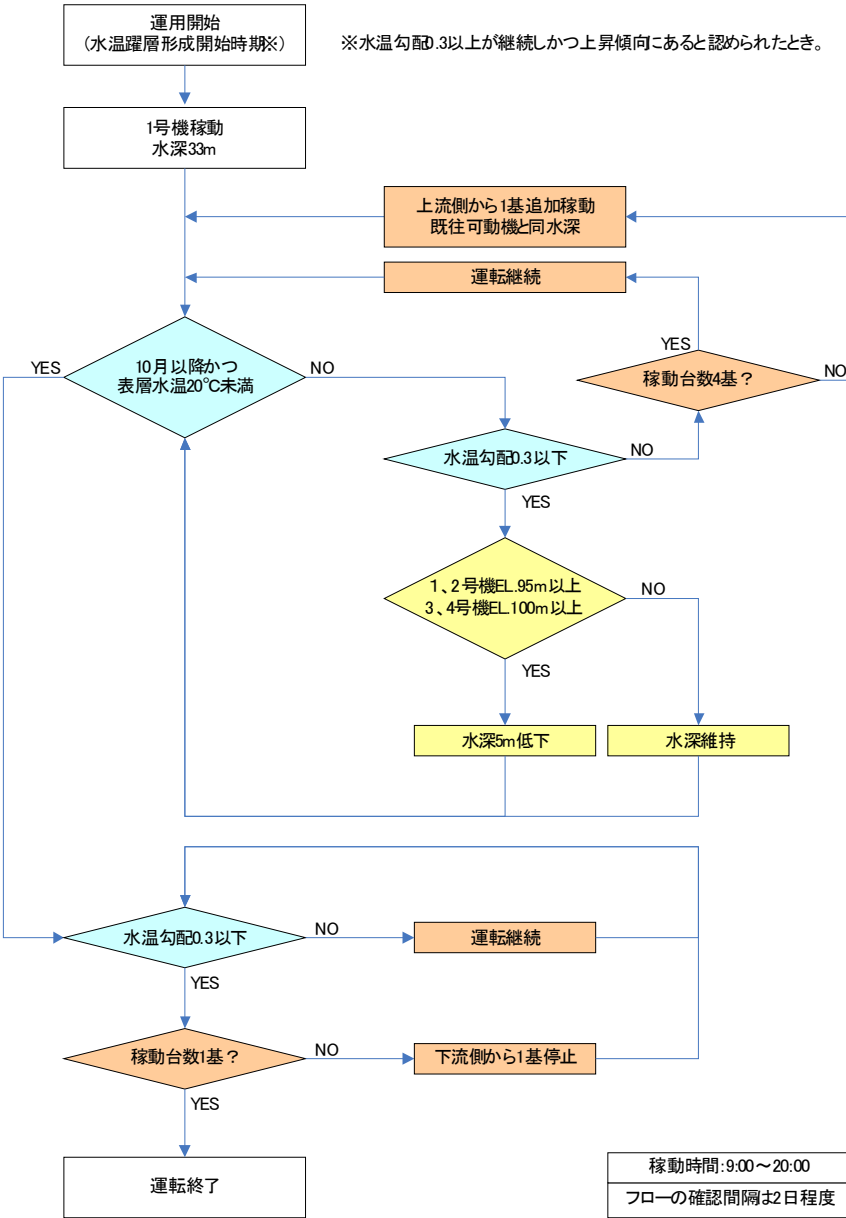 運用開始
(水温躍層形成開始時期※)
※水温勾配0.3以上が継続しかつ上昇傾向にあると認められたとき。
1号機稼動
水深33m
上流側から1基追加稼動
既往可動機と同水深
運転継続
YES
10月以降かつ
表層水温20℃未満
NO
YES
稼動台数4基？
NO
水温勾配0.3以下
NO
YES
1、2号機EL.95m以上
3、4号機EL.100m以上
NO
YES
水深5m低下
水深維持
水温勾配0.3以下
NO
運転継続
YES
稼動台数1基？
NO
下流側から1基停止
YES
運転終了
稼動時間:9:00～20:00
フローの確認間隔は2日程度